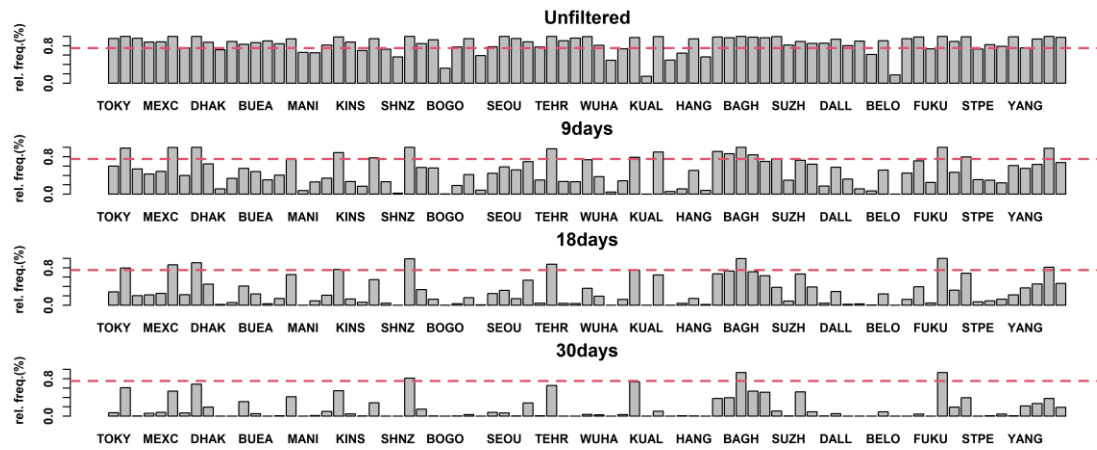 Unfiltered
rel. freq.(%)
0.8
0.0
TOKY MEXC DHAK BUEA MANI KINS SHNZ BOGO SEOU TEHR WUHA KUAL HANG BAGH SUZH DALL BELO FUKU STPE YANG
9days
rel. freq.(%)
0.8
0.0
TOKY MEXC DHAK BUEA MANI KINS SHNZ BOGO SEOU TEHR WUHA KUAL HANG BAGH SUZH DALL BELO FUKU STPE YANG
18days
rel. freq.(%)
0.8
0.0
TOKY MEXC DHAK BUEA MANI KINS SHNZ BOGO SEOU TEHR WUHA KUAL HANG BAGH SUZH DALL BELO FUKU STPE YANG
30days
rel. freq.(%)
0.8
0.0
TOKY MEXC DHAK BUEA MANI KINS SHNZ BOGO SEOU TEHR WUHA KUAL HANG BAGH SUZH DALL BELO FUKU STPE YANG